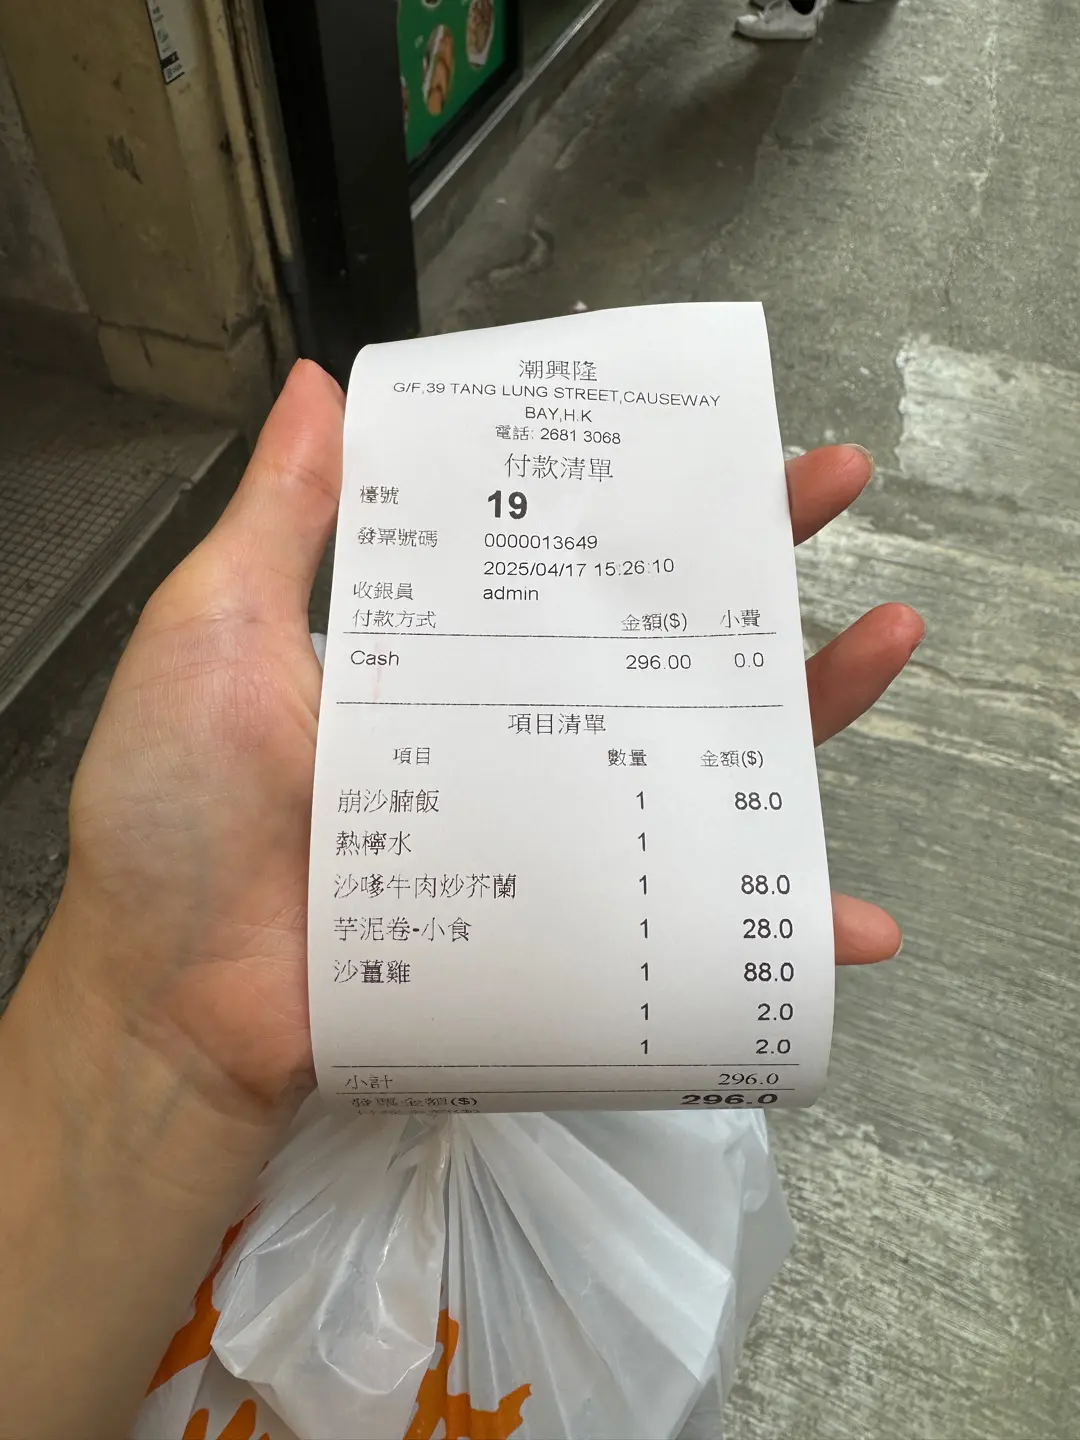 潮興隆
G/F,39 TANG LUNG STREET,CAUSEWAY
BAY,H.K
電話: 2681 3068
付款清單
檯號 19
發票號碼 0000013649
2025/04/17 15:26:10
收銀員 admin
付款方式 金額($) 小費
Cash 296.00 0.0
項目清單
項目 數量 金額($)
崩沙腩飯 1 88.0
熱檸水 1
沙嗲牛肉炒芥蘭 1 88.0
芋泥卷-小食 1 28.0
沙薑雞 1 88.0
1 2.0
1 2.0
小計 296.0
發票金額($) 296.0